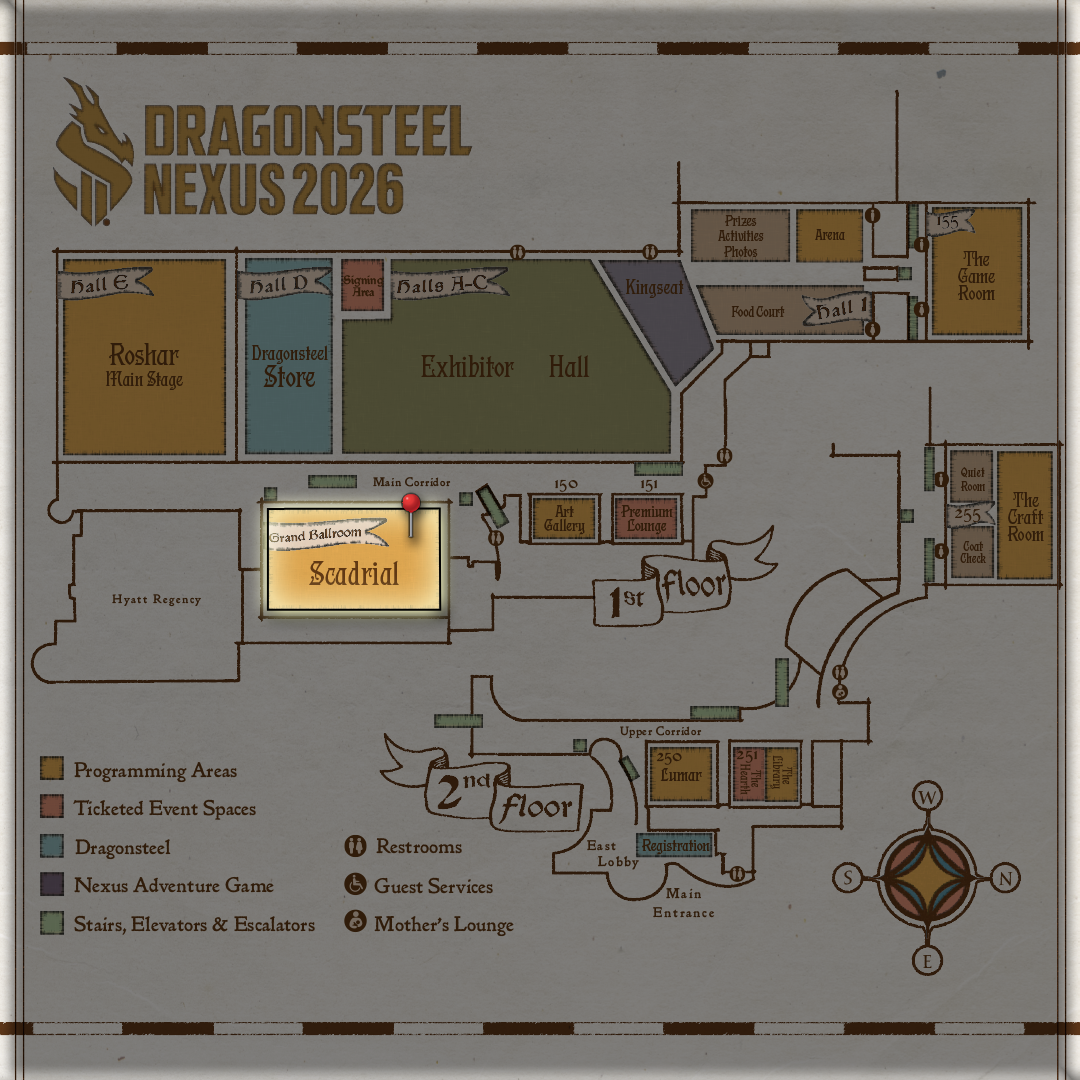 DRAGONSTEEL
NEXUS 2026
Hall E
Roshar
Main Stage
Hall D
Dragonsteel
Store
Signing
Area
Halls A-C
Exhibitor Hall
Kingseat
Prizes
Activities
Photos
Arena
Food Court
Hall 1
155
The
Game
Room
Main Corridor
Grand Ballroom
Scadrial
Hyatt Regency
150
Art
Gallery
151
Premium
Lounge
1st floor
Quiet
Room
255
Coat
Check
The
Craft
Room
Upper Corridor
250
Lumar
251
The
Hearth
The
Library
2nd floor
East
Lobby
Registration
Main
Entrance
Programming Areas
Ticketed Event Spaces
Dragonsteel
Nexus Adventure Game
Stairs, Elevators & Escalators
Restrooms
Guest Services
Mother's Lounge
W
S
N
E